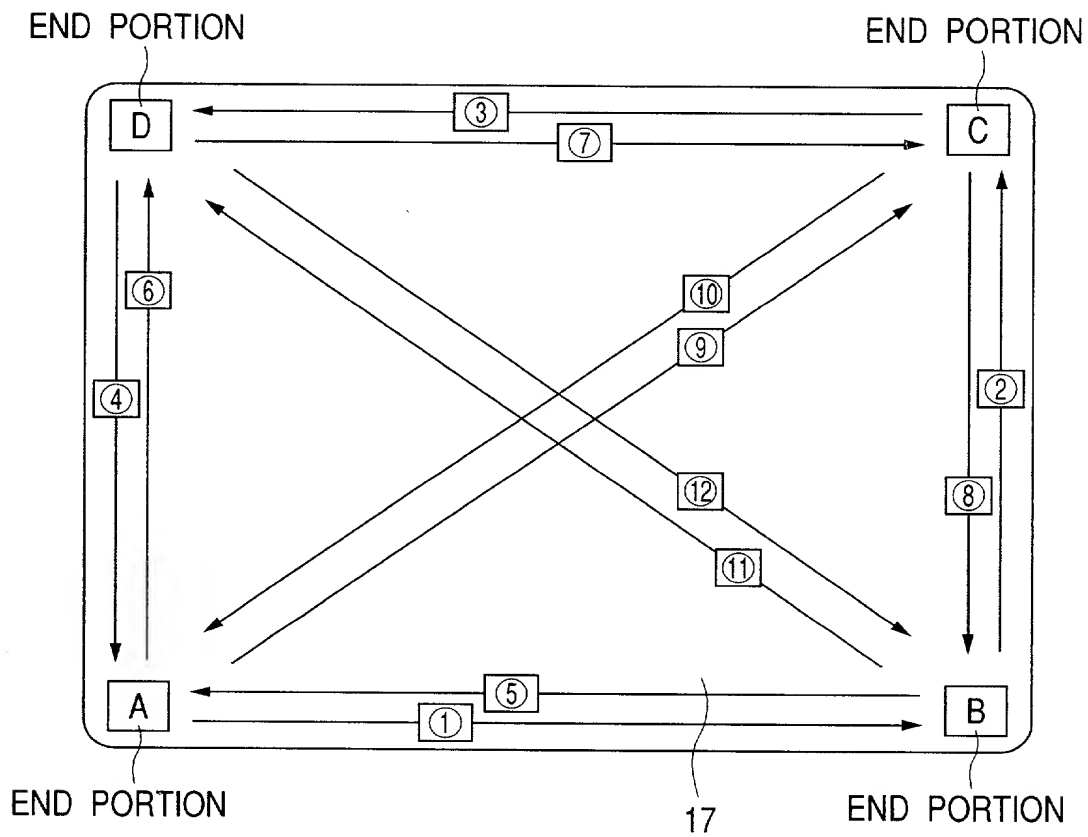 END PORTION
END PORTION
D
③
C
⑦
⑩
⑥
⑨
④
②
⑫
⑧
⑪
A
⑤
B
①
END PORTION
17
END PORTION